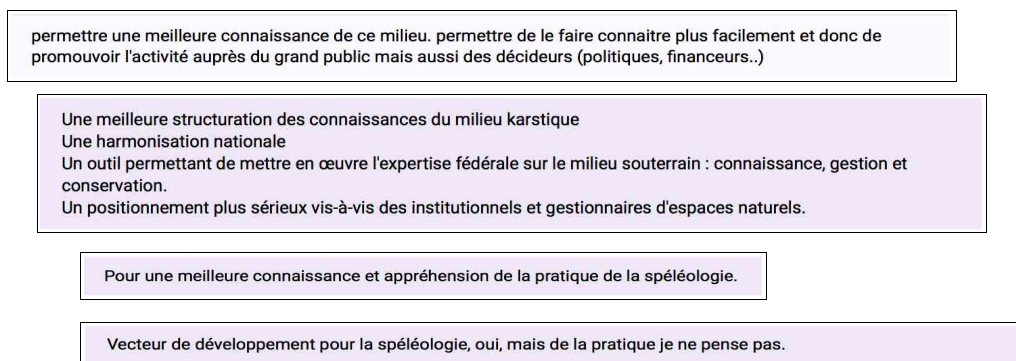 permettre une meilleure connaissance de ce milieu. permettre de le faire connaitre plus facilement et donc de
promouvoir l'activité auprès du grand public mais aussi des décideurs (politiques, financeurs..)
Une meilleure structuration des connaissances du milieu karstique
Une harmonisation nationale
Un outil permettant de mettre en œuvre l'expertise fédérale sur le milieu souterrain : connaissance, gestion et
conservation.
Un positionnement plus sérieux vis-à-vis des institutionnels et gestionnaires d'espaces naturels.
Pour une meilleure connaissance et appréhension de la pratique de la spéléologie.
Vecteur de développement pour la spéléologie, oui, mais de la pratique je ne pense pas.